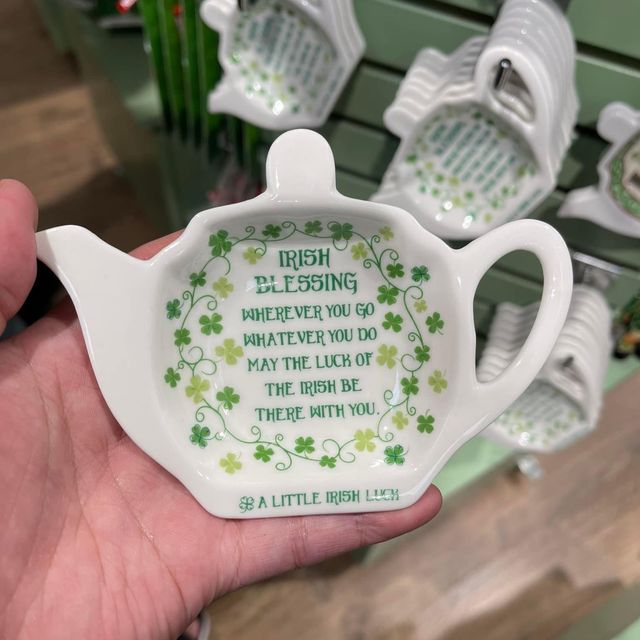 IRISH
BLESSING
WHEREVER YOU GO
WHATEVER YOU DO
MAY THE LUCK OF
THE IRISH BE
THERE WITH YOU.
A LITTLE IRISH LUCK